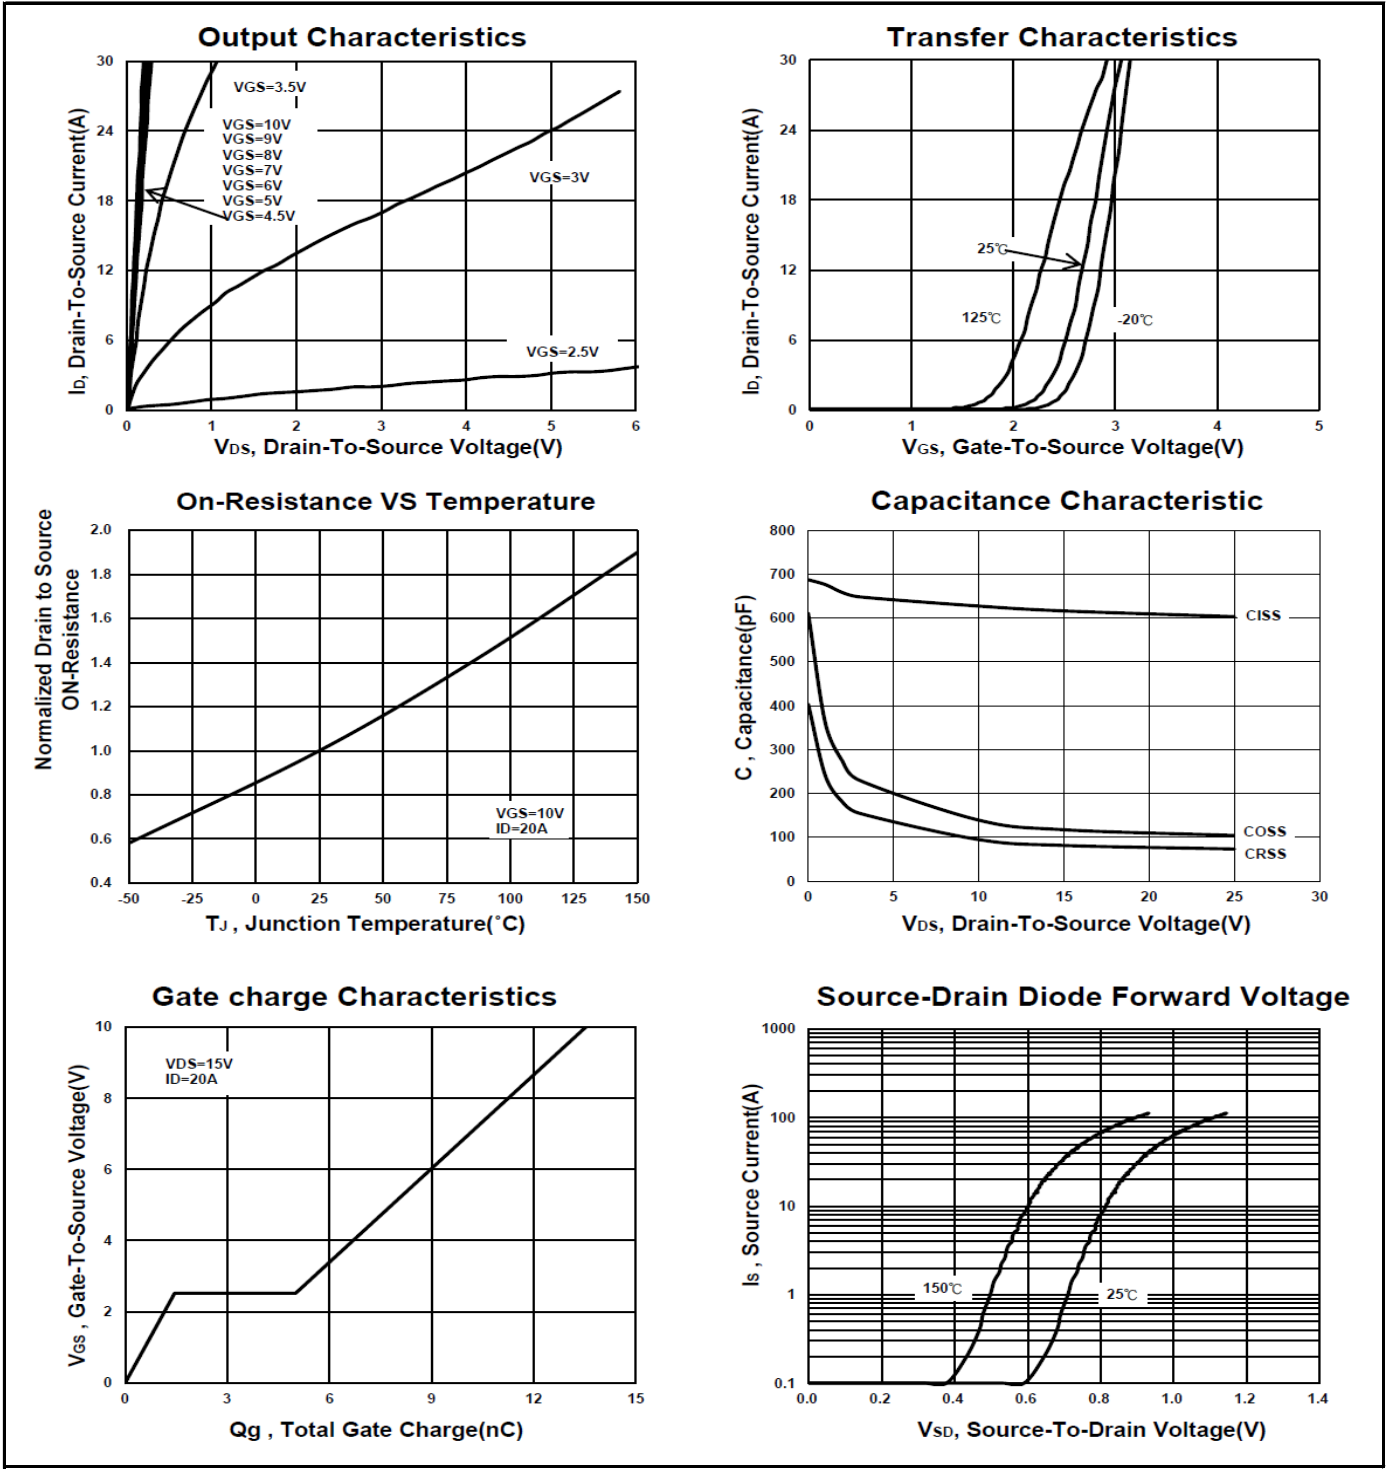 Output Characteristics
30
24
18
12
6
0
ID, Drain-To-Source Current(A)
VGS=3.5V
VGS=10V
VGS=9V
VGS=8V
VGS=7V
VGS=6V
VGS=5V
VGS=4.5V
VGS=3V
VGS=2.5V
0 1 2 3 4 5 6
VDS, Drain-To-Source Voltage(V)
Transfer Characteristics
30
24
18
12
6
0
ID, Drain-To-Source Current(A)
25℃
125℃
-20℃
0 1 2 3 4 5
VGS, Gate-To-Source Voltage(V)
On-Resistance VS Temperature
2.0
1.8
1.6
1.4
1.2
1.0
0.8
0.6
0.4
Normalized Drain to Source
ON-Resistance
VGS=10V
ID=20A
-50 -25 0 25 50 75 100 125 150
TJ , Junction Temperature(˚C)
Capacitance Characteristic
800
700
600
500
400
300
200
100
0
C , Capacitance(pF)
CISS
COSS
CRSS
0 5 10 15 20 25 30
VDS, Drain-To-Source Voltage(V)
Gate charge Characteristics
10
8
6
4
2
0
VGS , Gate-To-Source Voltage(V)
VDS=15V
ID=20A
0 3 6 9 12 15
Qg , Total Gate Charge(nC)
Source-Drain Diode Forward Voltage
1000
100
10
1
0.1
IS , Source Current(A)
150℃
25℃
0.0 0.2 0.4 0.6 0.8 1.0 1.2 1.4
VSD, Source-To-Drain Voltage(V)